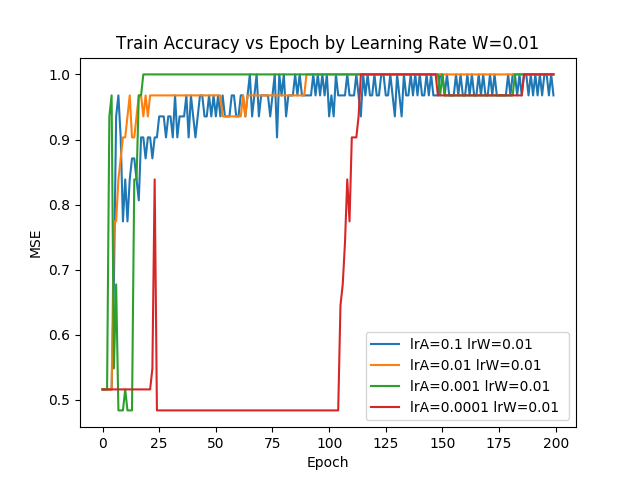 Train Accuracy vs Epoch by Learning Rate W=0.01
1.0
0.9
0.8
0.7
0.6
0.5
MSE
lrA=0.1 lrW=0.01
lrA=0.01 lrW=0.01
lrA=0.001 lrW=0.01
lrA=0.0001 lrW=0.01
0 25 50 75 100 125 150 175 200
Epoch